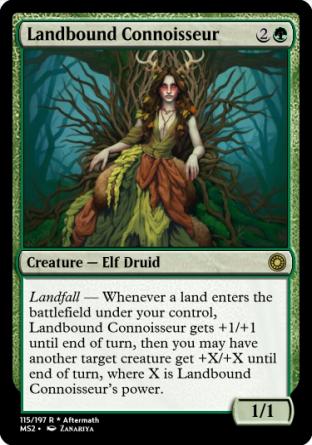 Landbound Connoisseur 2
Creature — Elf Druid
Landfall — Whenever a land enters the
battlefield under your control,
Landbound Connoisseur gets +1/+1
until end of turn, then you may have
another target creature get +X/+X until
end of turn, where X is Landbound
Connoisseur's power.
1/1
115/197 R * Aftermath
MS2 • Zanariya